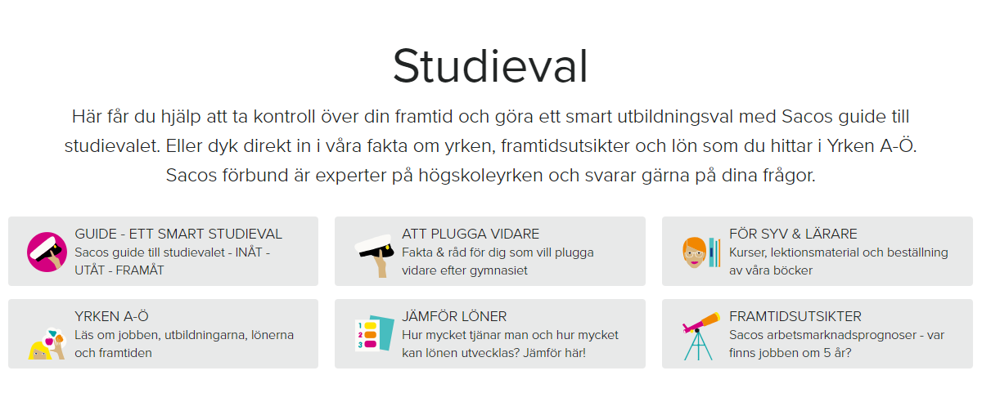 Studieval
Här får du hjälp att ta kontroll över din framtid och göra ett smart utbildningsval med Sacos guide till
studievalet. Eller dyk direkt in i våra fakta om yrken, framtidsutsikter och lön som du hittar i Yrken A-Ö.
Sacos förbund är experter på högskoleyrken och svarar gärna på dina frågor.
GUIDE - ETT SMART STUDIEVAL
Sacos guide till studievalet - INÅT -
UTÅT - FRAMÅT
ATT PLUGGA VIDARE
Fakta & råd för dig som vill plugga
vidare efter gymnasiet
FÖR SYV & LÄRARE
Kurser, lektionsmaterial och beställning
av våra böcker
YRKEN A-Ö
Läs om jobben, utbildningarna, lönerna
och framtiden
1
2
3
JÄMFÖR LÖNER
Hur mycket tjänar man och hur mycket
kan lönen utvecklas? Jämför här!
FRAMTIDSUTSIKTER
Sacos arbetsmarknadsprognoser - var
finns jobben om 5 år?